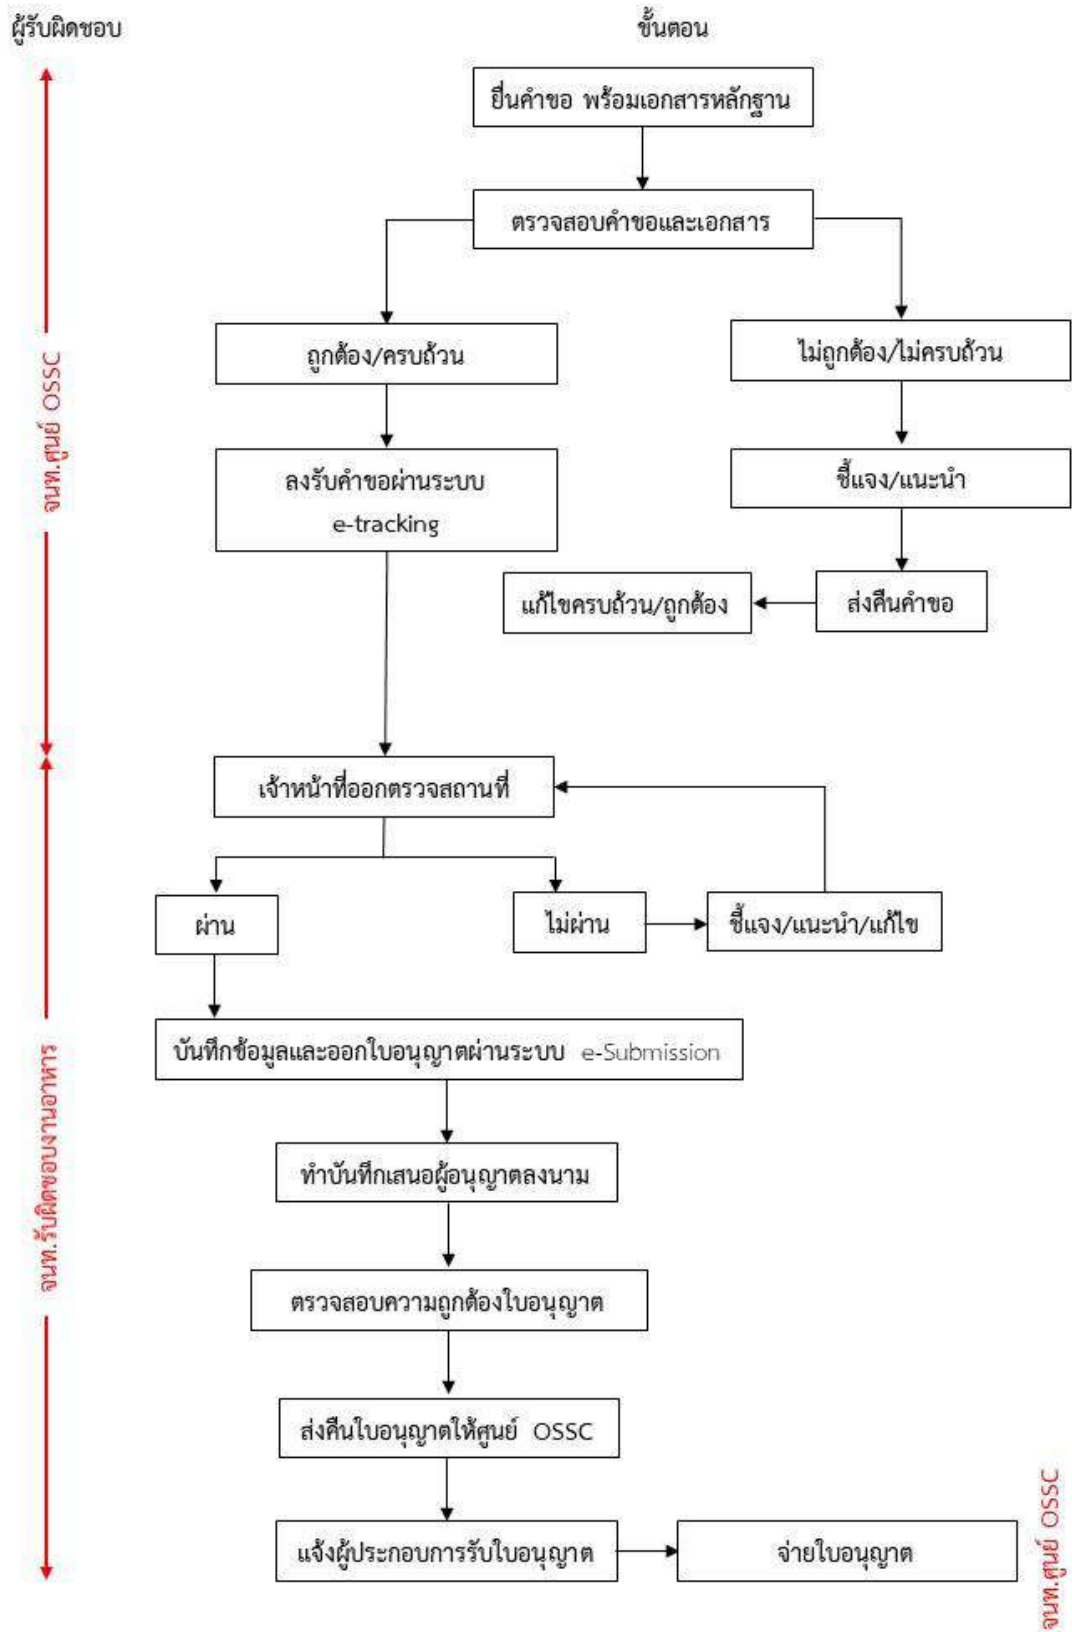 ผู้รับผิดชอบ
ขั้นตอน
ยื่นคำขอ พร้อมเอกสารหลักฐาน
ตรวจสอบคำขอและเอกสาร
ถูกต้อง/ครบถ้วน
ไม่ถูกต้อง/ไม่ครบถ้วน
จนท.ศูนย์ OSSC
ลงรับคำขอผ่านระบบ
e-tracking
ชี้แจง/แนะนำ
แก้ไขครบถ้วน/ถูกต้อง
ส่งคืนคำขอ
เจ้าหน้าที่ออกตรวจสถานที่
ผ่าน
ไม่ผ่าน
ชี้แจง/แนะนำ/แก้ไข
บันทึกข้อมูลและออกใบอนุญาตผ่านระบบ e-Submission
จนท.รับผิดชอบงานอาหาร
ทำบันทึกเสนอผู้อนุญาตลงนาม
ตรวจสอบความถูกต้องใบอนุญาต
ส่งคืนใบอนุญาตให้ศูนย์ OSSC
แจ้งผู้ประกอบการรับใบอนุญาต
จ่ายใบอนุญาต
จนท.ศูนย์ OSSC